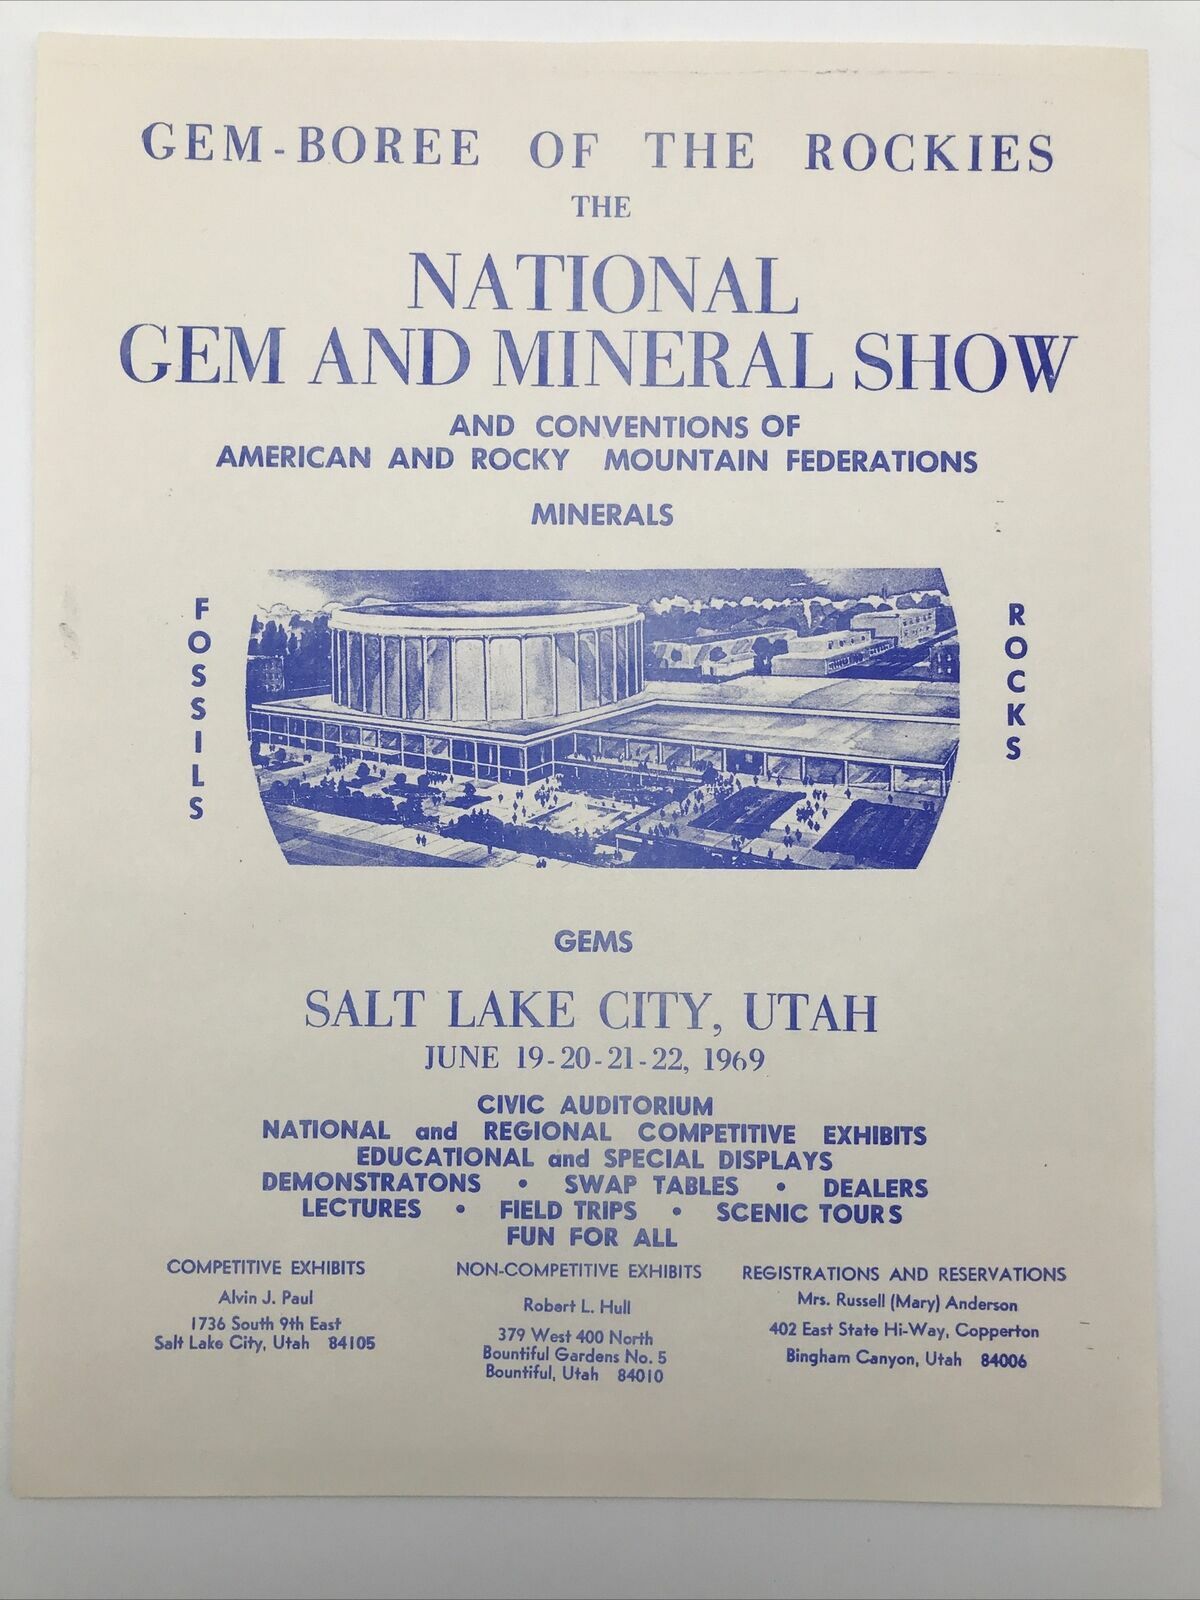 GEM-BOREE OF THE ROCKIES
THE
NATIONAL
GEM AND MINERAL SHOW
AND CONVENTIONS OF
AMERICAN AND ROCKY MOUNTAIN FEDERATIONS
MINERALS
FOSSILS
ROCKS
GEMS
SALT LAKE CITY, UTAH
JUNE 19-20-21-22, 1969
CIVIC AUDITORIUM
NATIONAL and REGIONAL COMPETITIVE EXHIBITS
EDUCATIONAL and SPECIAL DISPLAYS
DEMONSTRATONS • SWAP TABLES • DEALERS
LECTURES • FIELD TRIPS • SCENIC TOURS
FUN FOR ALL
COMPETITIVE EXHIBITS
Alvin J. Paul
1736 South 9th East
Salt Lake City, Utah 84105
NON-COMPETITIVE EXHIBITS
Robert L. Hull
379 West 400 North
Bountiful Gardens No. 5
Bountiful, Utah 84010
REGISTRATIONS AND RESERVATIONS
Mrs. Russell (Mary) Anderson
402 East State Hi-Way, Copperton
Bingham Canyon, Utah 84006